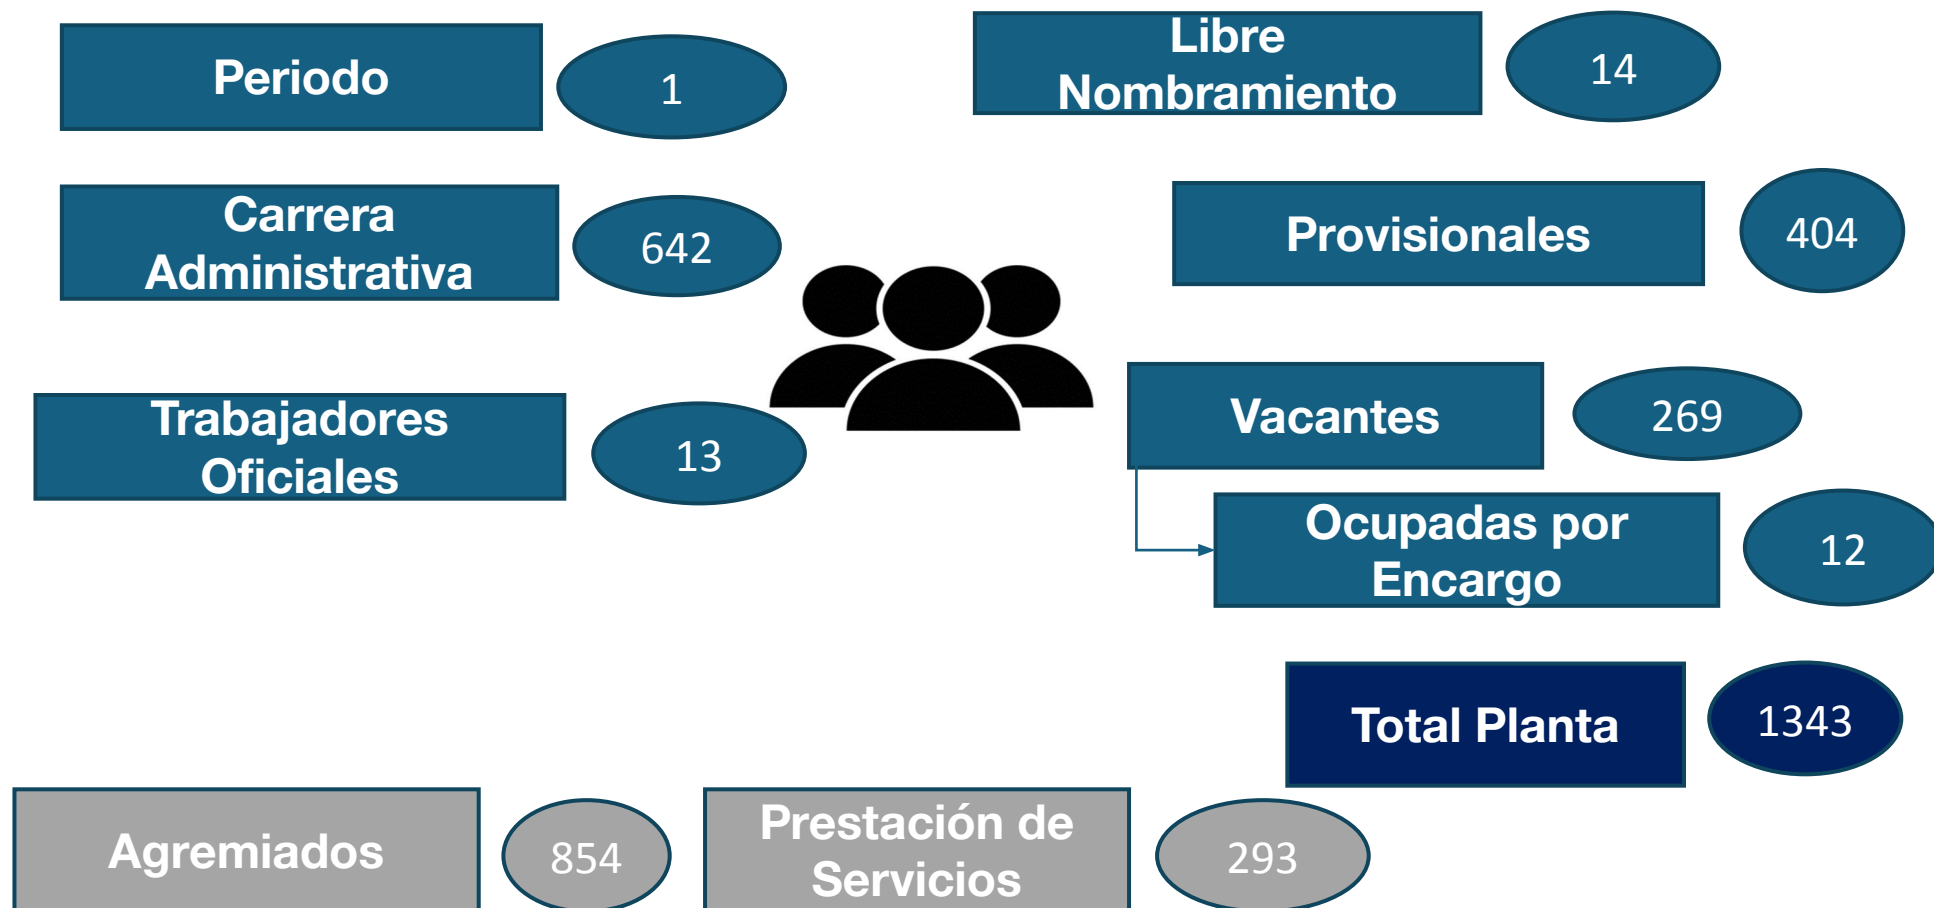 Periodo
1
Libre
Nombramiento
14
Carrera
Administrativa
642
Provisionales
404
Trabajadores
Oficiales
13
Vacantes
269
Ocupadas por
Encargo
12
Total Planta
1343
Agremiados
854
Prestación de
Servicios
293